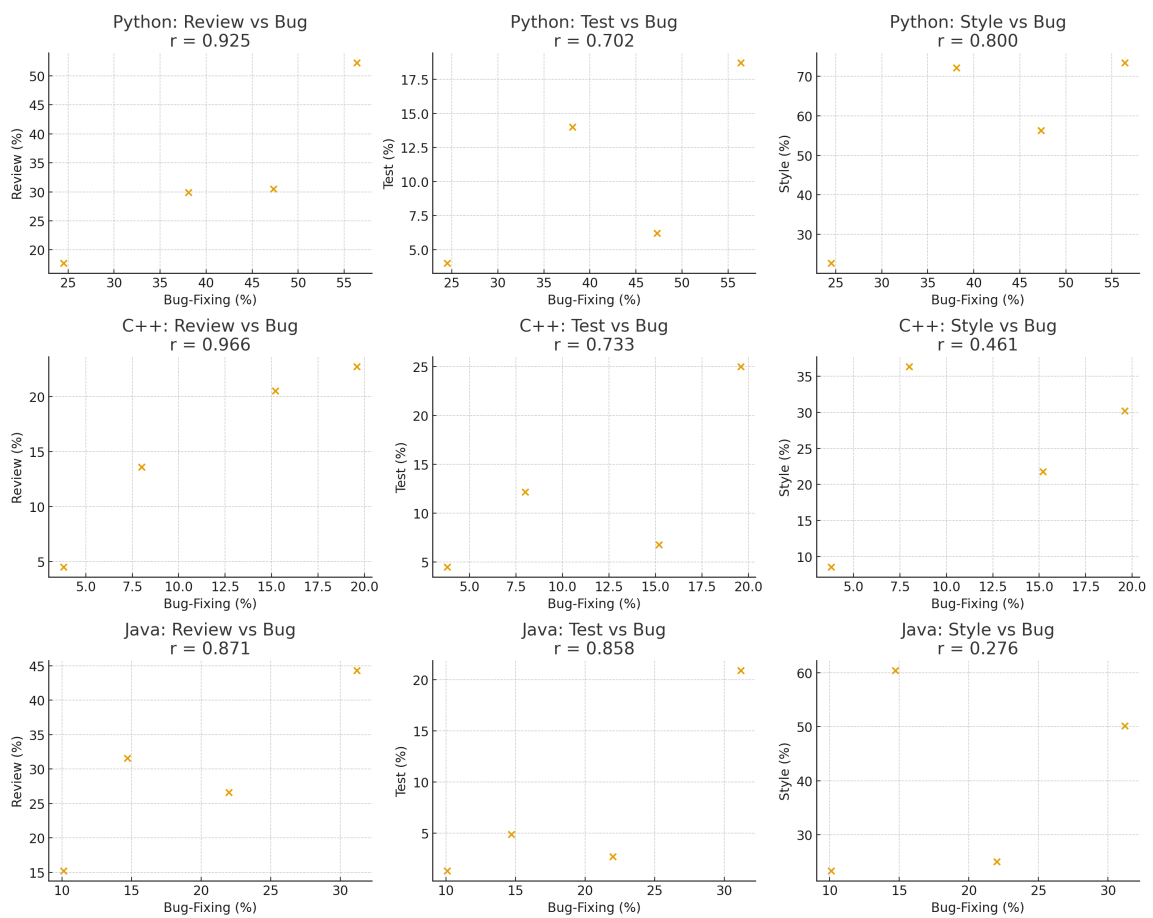 Python: Review vs Bug
r = 0.925
50
45
40
35
30
25
20
Review (%)
25 30 35 40 45 50 55
Bug-Fixing (%)
Python: Test vs Bug
r = 0.702
17.5
15.0
12.5
10.0
7.5
5.0
Test (%)
25 30 35 40 45 50 55
Bug-Fixing (%)
Python: Style vs Bug
r = 0.800
70
60
50
40
30
Style (%)
25 30 35 40 45 50 55
Bug-Fixing (%)
C++: Review vs Bug
r = 0.966
20
15
10
5
Review (%)
5.0 7.5 10.0 12.5 15.0 17.5 20.0
Bug-Fixing (%)
C++: Test vs Bug
r = 0.733
25
20
15
10
5
Test (%)
5.0 7.5 10.0 12.5 15.0 17.5 20.0
Bug-Fixing (%)
C++: Style vs Bug
r = 0.461
35
30
25
20
15
10
Style (%)
5.0 7.5 10.0 12.5 15.0 17.5 20.0
Bug-Fixing (%)
Java: Review vs Bug
r = 0.871
45
40
35
30
25
20
15
Review (%)
10 15 20 25 30
Bug-Fixing (%)
Java: Test vs Bug
r = 0.858
20
15
10
5
Test (%)
10 15 20 25 30
Bug-Fixing (%)
Java: Style vs Bug
r = 0.276
60
50
40
30
Style (%)
10 15 20 25 30
Bug-Fixing (%)